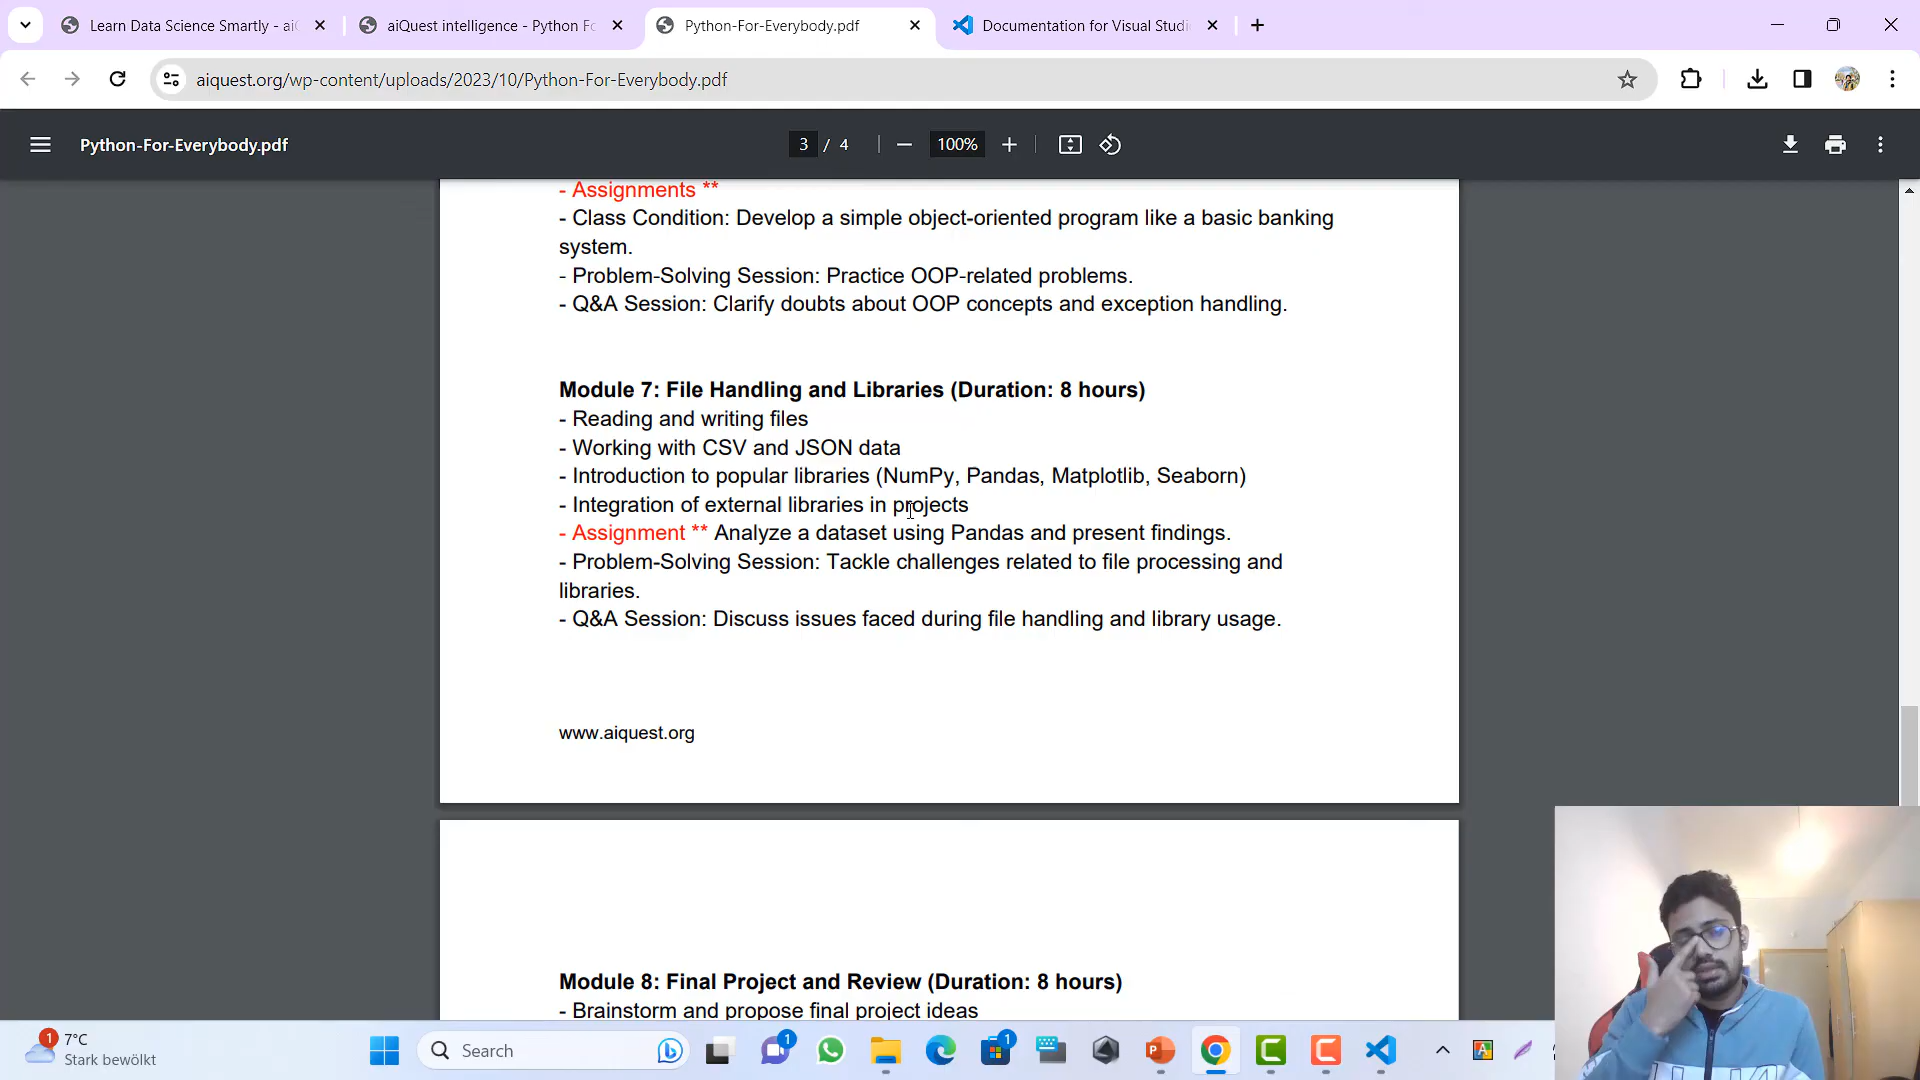 Learn Data Science Smartly - ai
aiQuest intelligence - Python Fo
Python-For-Everybody.pdf
Documentation for Visual Studi
aiquest.org/wp-content/uploads/2023/10/Python-For-Everybody.pdf
Python-For-Everybody.pdf
3 / 4
100%
- Assignments **
- Class Condition: Develop a simple object-oriented program like a basic banking
system.
- Problem-Solving Session: Practice OOP-related problems.
- Q&A Session: Clarify doubts about OOP concepts and exception handling.
Module 7: File Handling and Libraries (Duration: 8 hours)
- Reading and writing files
- Working with CSV and JSON data
- Introduction to popular libraries (NumPy, Pandas, Matplotlib, Seaborn)
- Integration of external libraries in projects
- Assignment ** Analyze a dataset using Pandas and present findings.
- Problem-Solving Session: Tackle challenges related to file processing and
libraries.
- Q&A Session: Discuss issues faced during file handling and library usage.
www.aiquest.org
Module 8: Final Project and Review (Duration: 8 hours)
- Brainstorm and propose final project ideas
1
7°C
Stark bewölkt
Search
1
1